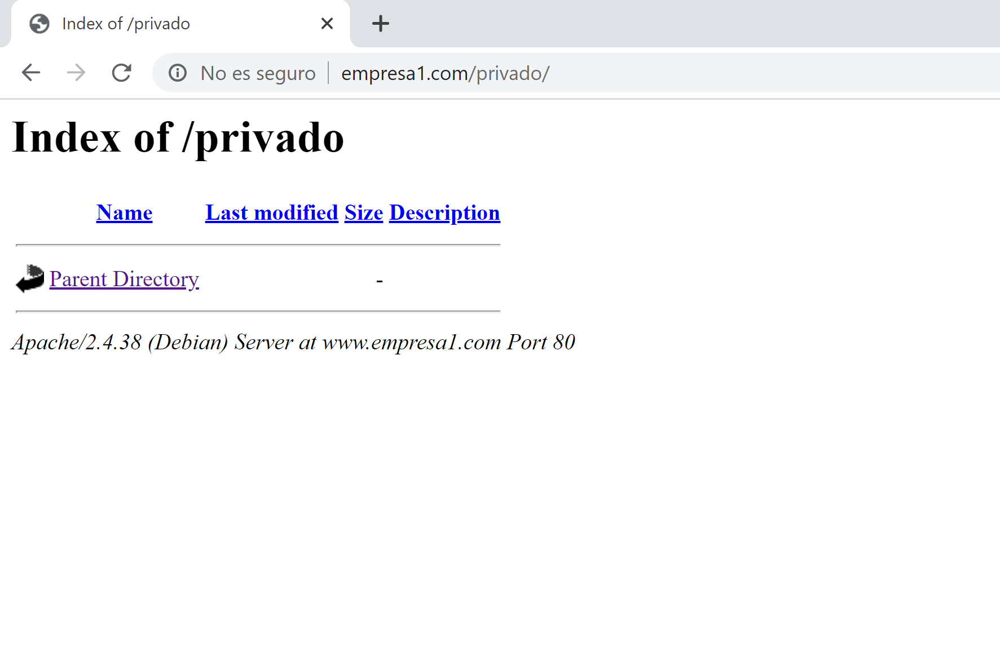 Index of /privado
No es seguro empresa1.com/privado/
Index of /privado
Name Last modified Size Description
Parent Directory -
Apache/2.4.38 (Debian) Server at www.empresa1.com Port 80